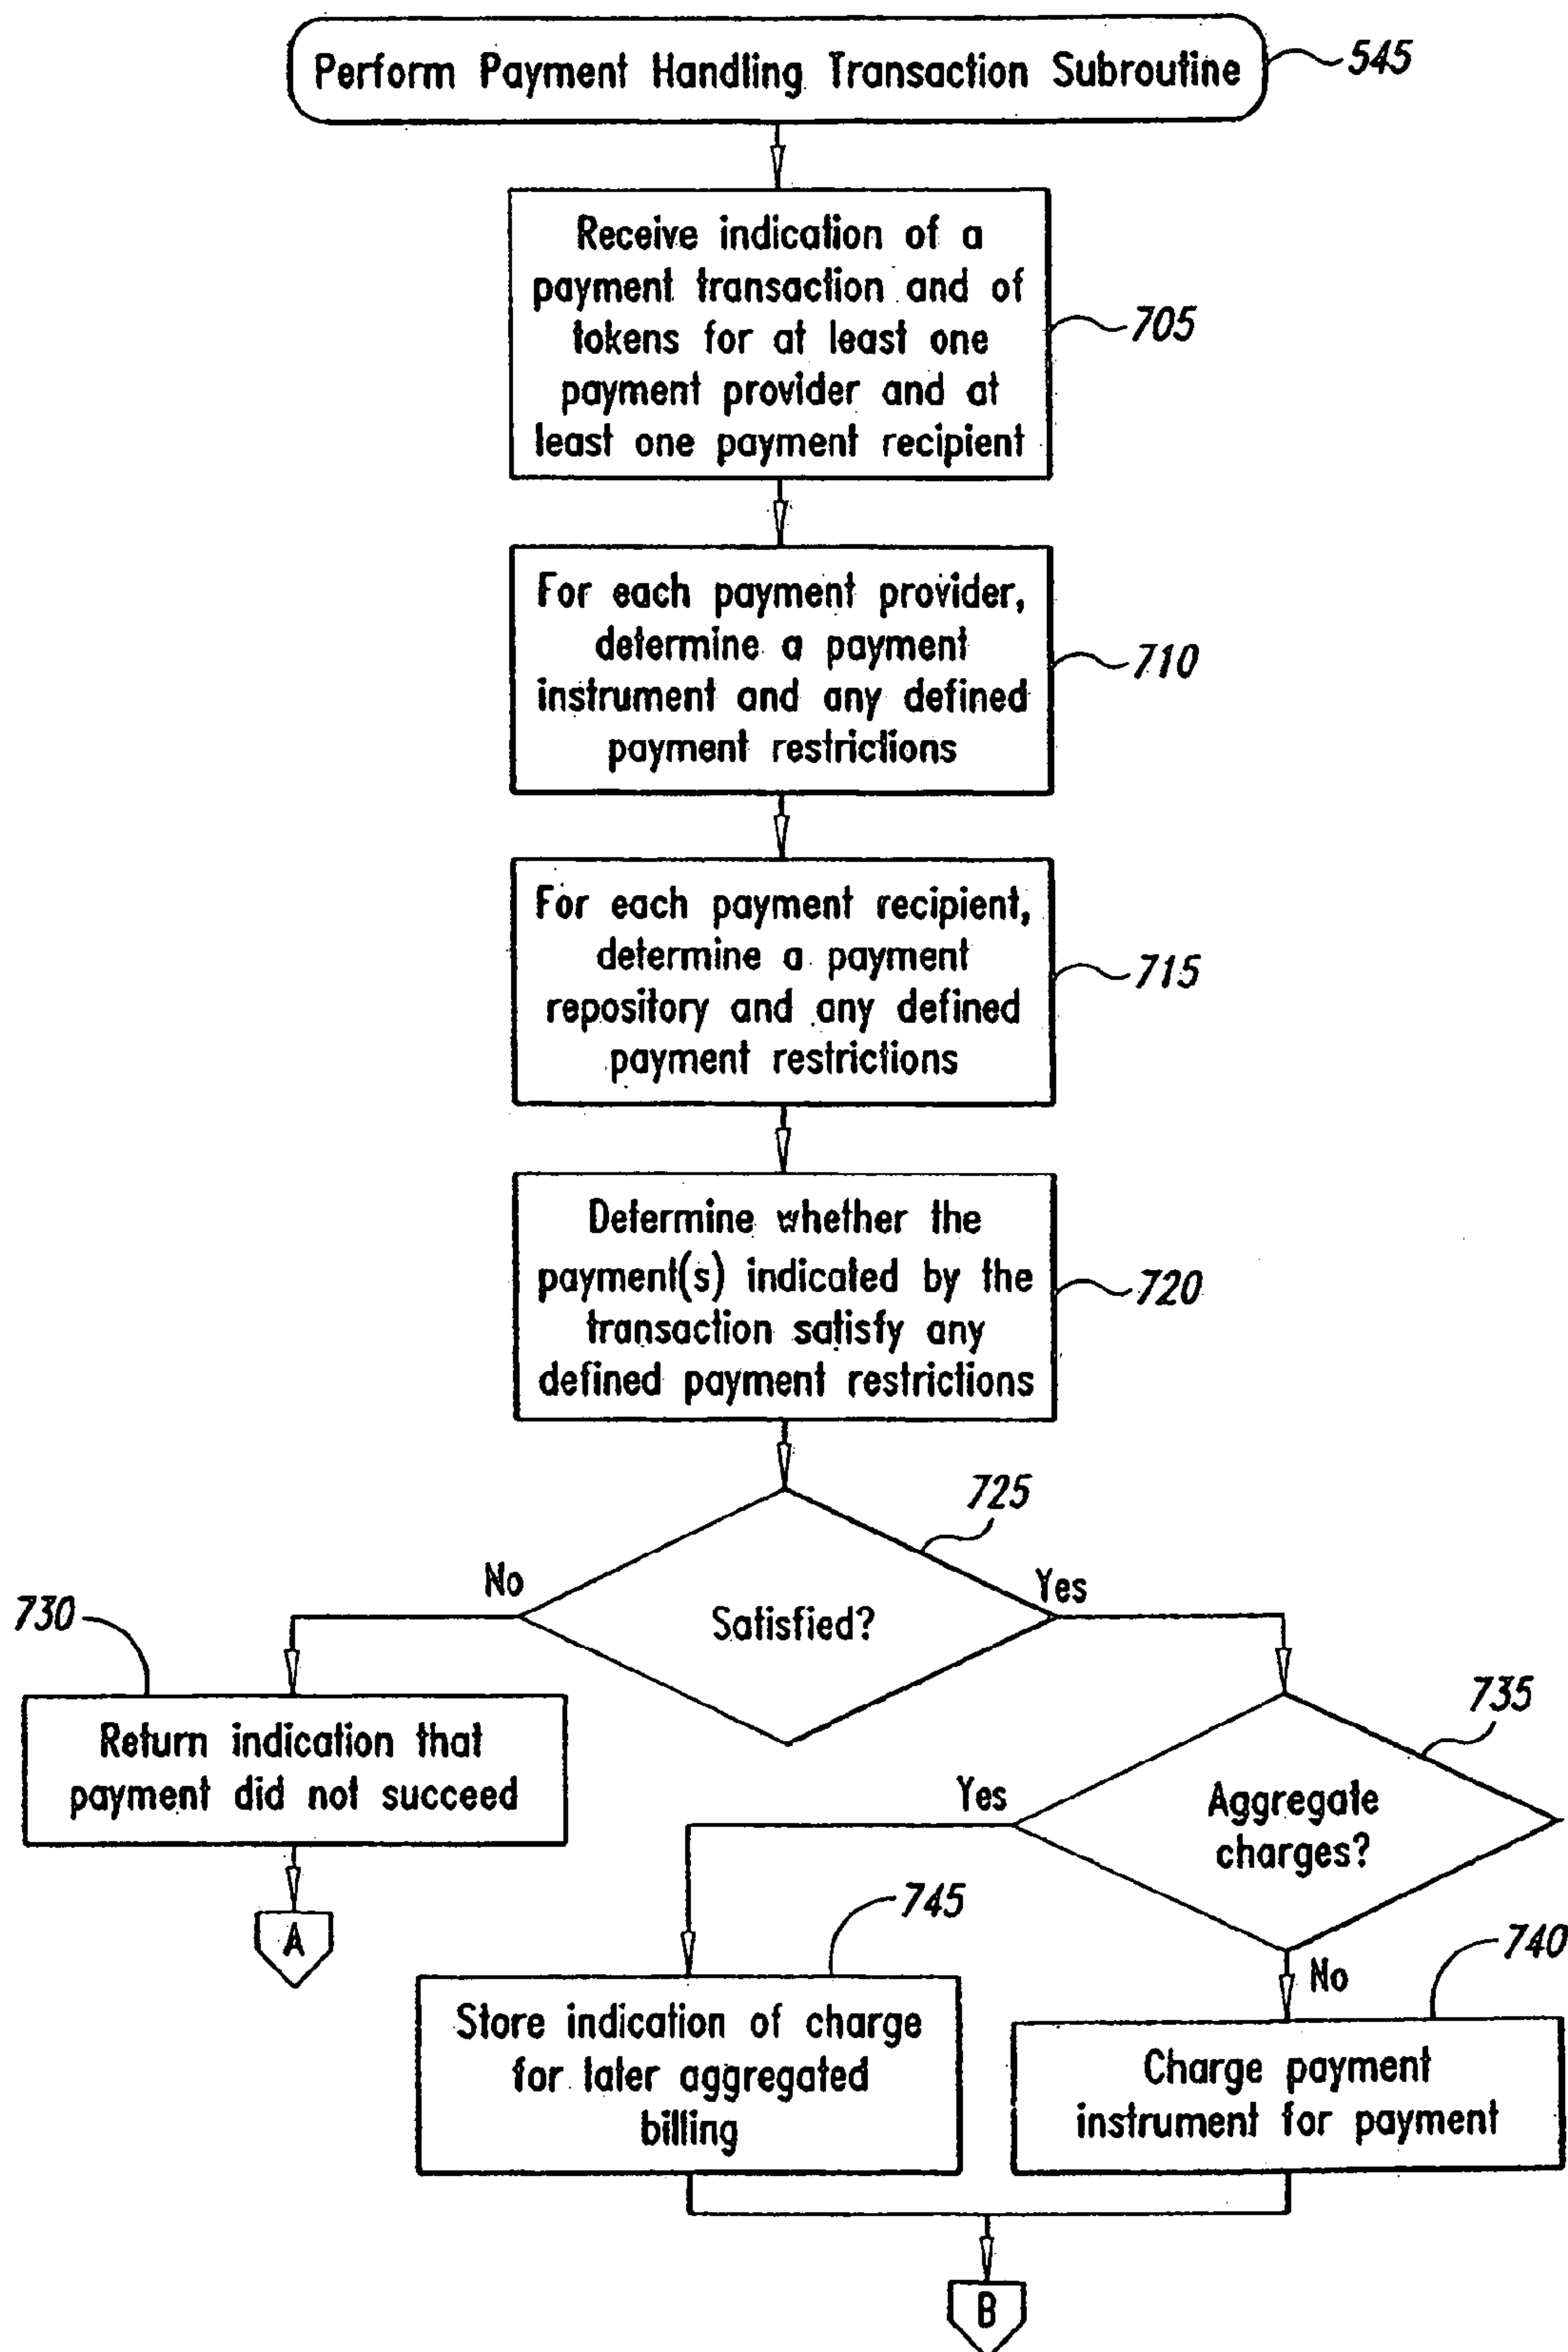 Perform Payment Handling Transaction Subroutine
545
Receive indication of a
payment transaction and of
tokens for at least one
payment provider and at
least one payment recipient
705
For each payment provider,
determine a payment
instrument and any defined
payment restrictions
710
For each payment recipient,
determine a payment
repository and any defined
payment restrictions
715
Determine whether the
payment(s) indicated by the
transaction satisfy any
defined payment restrictions
720
725
No
Yes
Satisfied?
730
Return indication that
payment did not succeed
A
735
Yes
Aggregate
charges?
745
No
740
Store indication of charge
for later aggregated
billing
Charge payment
instrument for payment
B